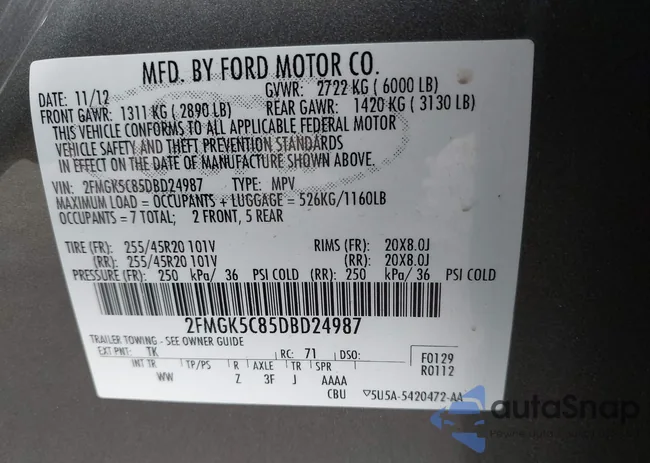 MFD. BY FORD MOTOR CO.
DATE: 11/12 GVWR: 2722 KG ( 6000 LB)
FRONT GAWR: 1311 KG ( 2890 LB) REAR GAWR: 1420 KG ( 3130 LB)
THIS VEHICLE CONFORMS TO ALL APPLICABLE FEDERAL MOTOR
VEHICLE SAFETY AND THEFT PREVENTION STANDARDS
IN EFFECT ON THE DATE OF MANUFACTURE SHOWN ABOVE.
VIN: 2FMGK5C85DBD24987 TYPE: MPV
MAXIMUM LOAD = OCCUPANTS + LUGGAGE = 526KG/1160LB
OCCUPANTS = 7 TOTAL; 2 FRONT, 5 REAR
TIRE (FR): 255/45R20 101V RIMS (FR): 20X8.0J
(RR): 255/45R20 101V (RR): 20X8.0J
PRESSURE (FR): 250 kPa/ 36 PSI COLD (RR): 250 kPa/ 36 PSI COLD
2FMGK5C85DBD24987
TRAILER TOWING - SEE OWNER GUIDE
EXT PNT: TK RC: 71 DSO: F0129
INT TR TP/PS R AXLE TR SPR R0112
WW Z 3F J AAAA
CBU 5U5A-5420472-AA
autoSnap